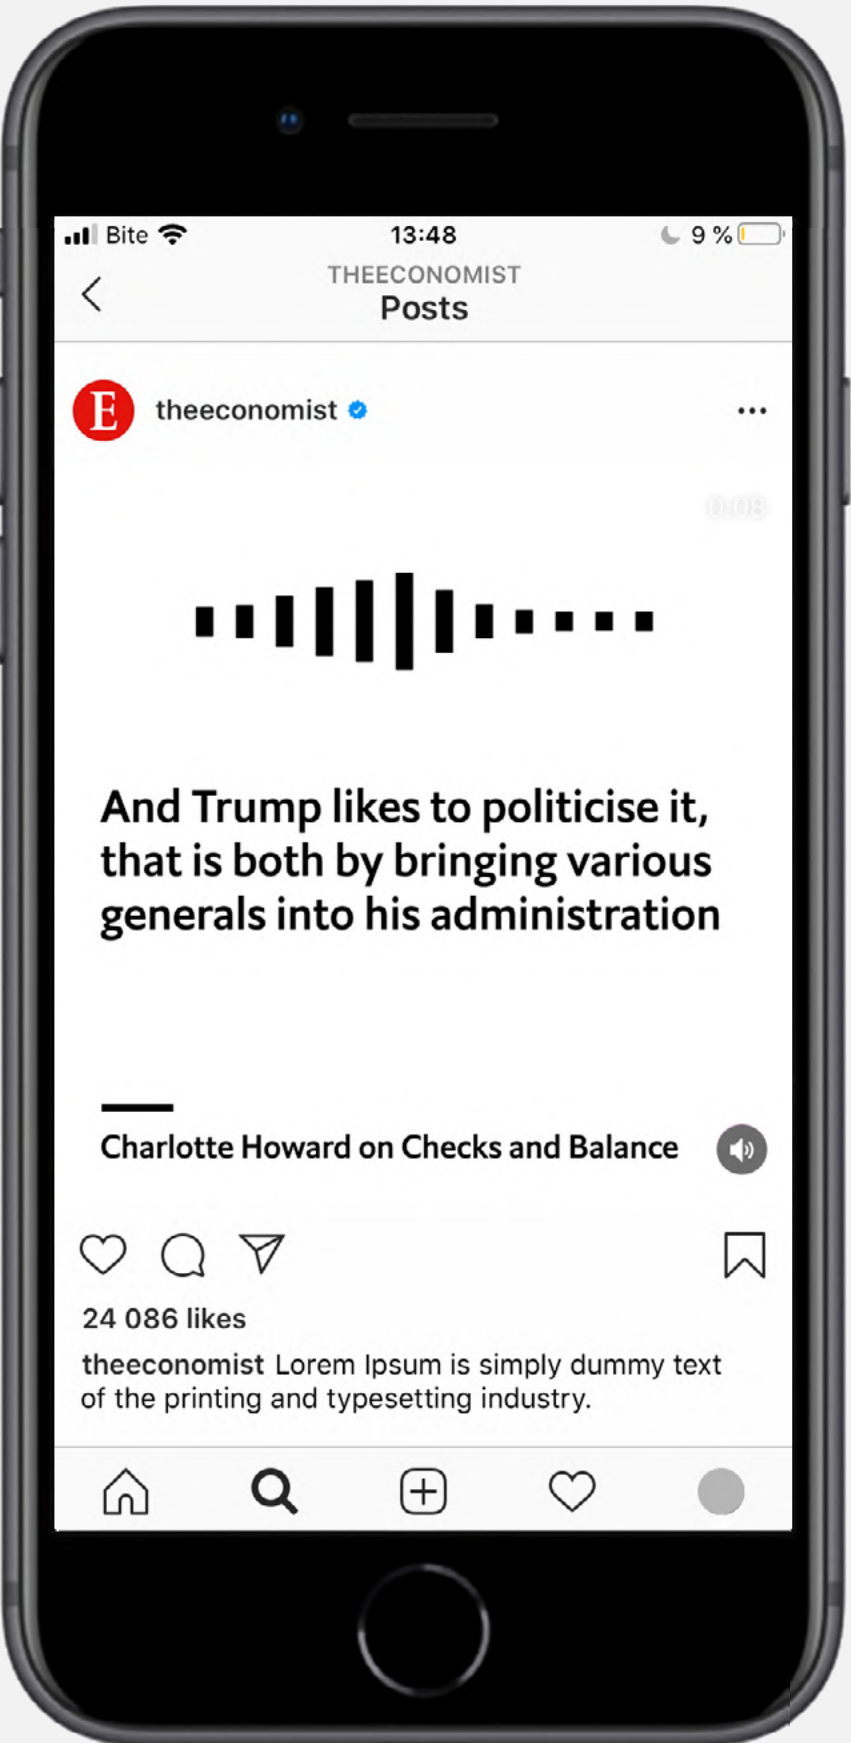 Bite 13:48 9 %
THEECONOMIST
Posts
E theeconomist
0:08
And Trump likes to politicise it,
that is both by bringing various
generals into his administration
Charlotte Howard on Checks and Balance
24 086 likes
theeconomist Lorem Ipsum is simply dummy text
of the printing and typesetting industry.